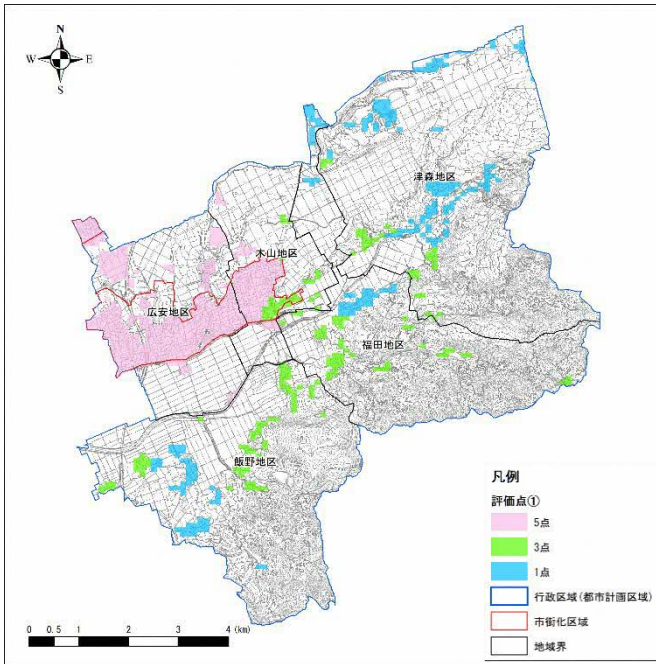 N
W E
S
津森地区
木山地区
広安地区
福田地区
飯野地区
凡例
評価点①
5点
3点
1点
行政区域(都市計画区域)
市街化区域
地域界
0 0.5 1 2 3 4 (km)